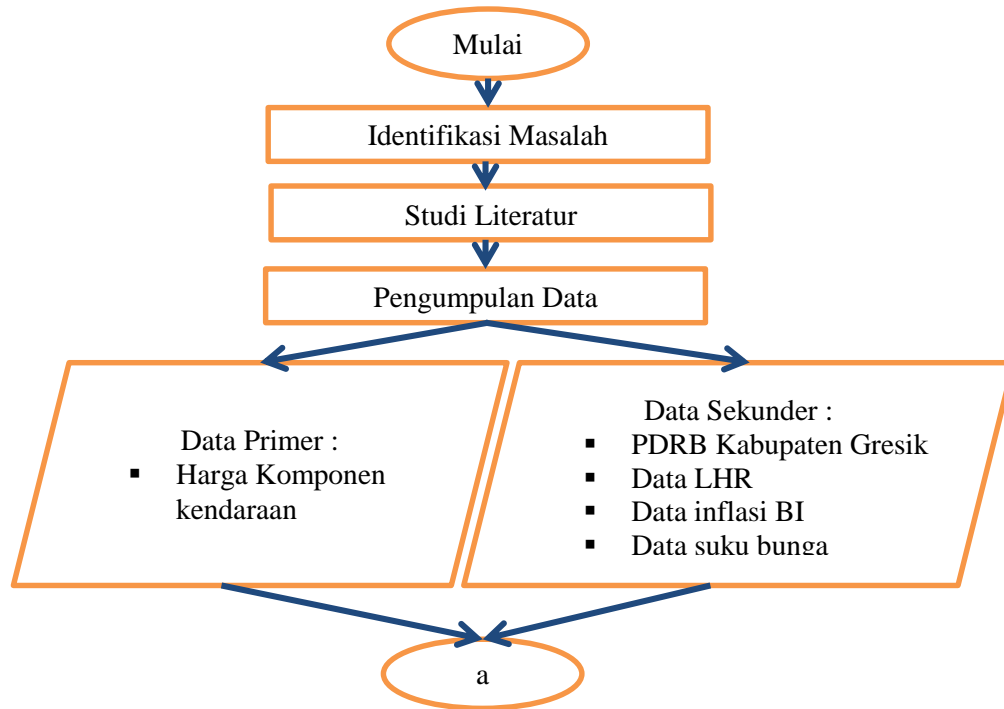 Mulai
Identifikasi Masalah
Studi Literatur
Pengumpulan Data
Data Primer :
▪ Harga Komponen
kendaraan
Data Sekunder :
▪ PDRB Kabupaten Gresik
▪ Data LHR
▪ Data inflasi BI
▪ Data suku bunga
a